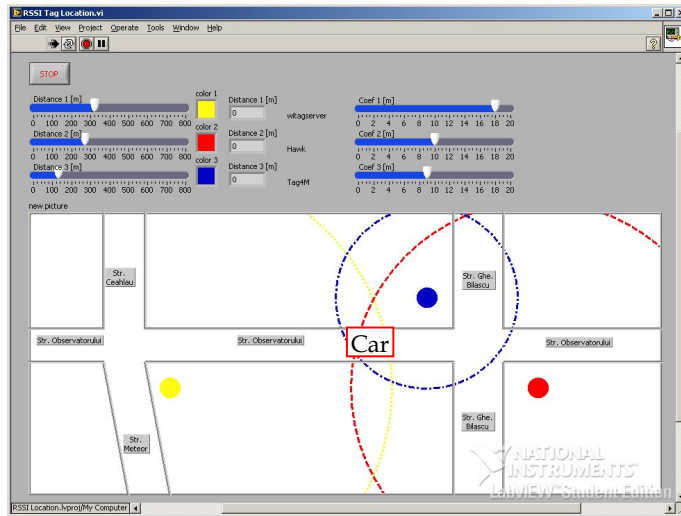 RSSI Tag Location.vi
File Edit View Project Operate Tools Window Help
STOP
Distance 1 [m]
0 100 200 300 400 500 600 700 800
color 1
Distance 1 [m]
0
witagserver
Coef 1 [m]
0 2 4 6 8 10 12 14 16 18 20
Distance 2 [m]
0 100 200 300 400 500 600 700 800
color 2
Distance 2 [m]
0
Hawk
Coef 2 [m]
0 2 4 6 8 10 12 14 16 18 20
Distance 3 [m]
0 100 200 300 400 500 600 700 800
color 3
Distance 3 [m]
0
Tag4M
Coef 3 [m]
0 2 4 6 8 10 12 14 16 18 20
new picture
Str.
Ceahlau
Str. Ghe.
Bilascu
Str. Observatorului
Str. Observatorului
Car
Str. Observatorului
Str.
Meteor
Str. Ghe.
Bilascu
NATIONAL
INSTRUMENTS
LabVIEW™ Student Edition
RSSI Location.lvproj/My Computer